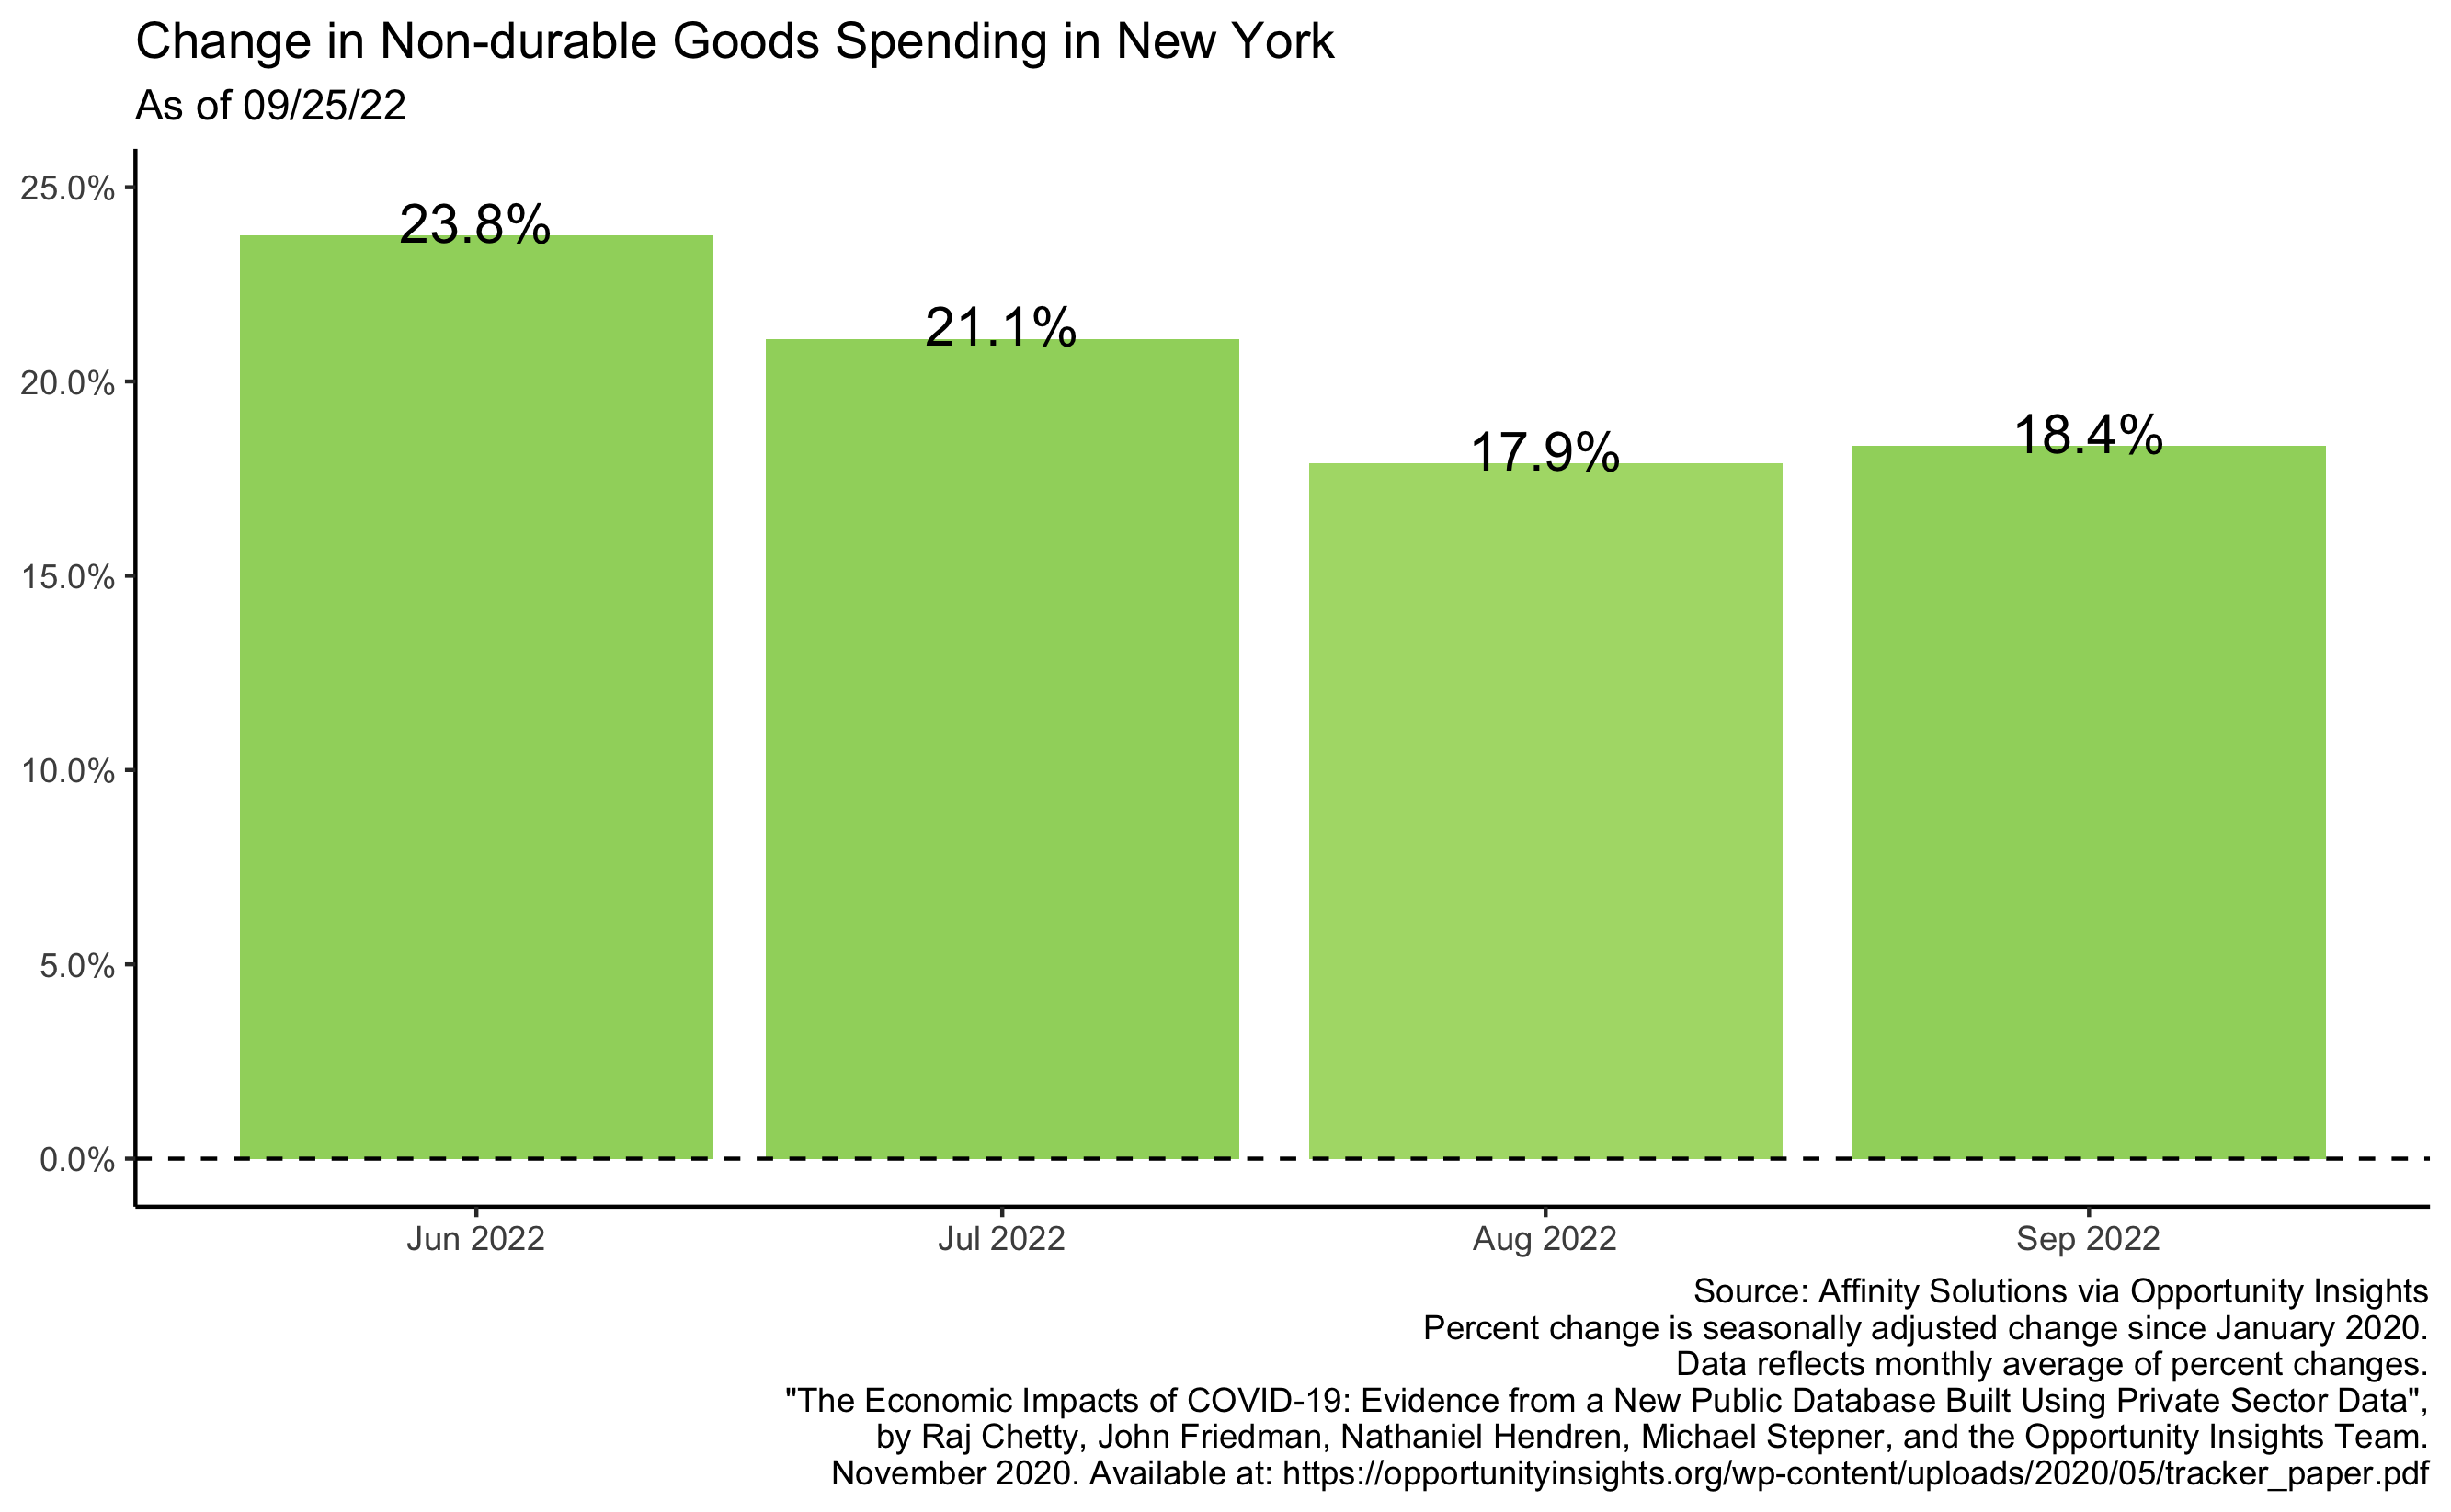 Change in Non-durable Goods Spending in New York
As of 09/25/22
25.0%
20.0%
15.0%
10.0%
5.0%
0.0%
23.8%
21.1%
17.9%
18.4%
Jun 2022
Jul 2022
Aug 2022
Sep 2022
Source: Affinity Solutions via Opportunity Insights
Percent change is seasonally adjusted change since January 2020.
Data reflects monthly average of percent changes.
"The Economic Impacts of COVID-19: Evidence from a New Public Database Built Using Private Sector Data",
by Raj Chetty, John Friedman, Nathaniel Hendren, Michael Stepner, and the Opportunity Insights Team.
November 2020. Available at: https://opportunityinsights.org/wp-content/uploads/2020/05/tracker_paper.pdf